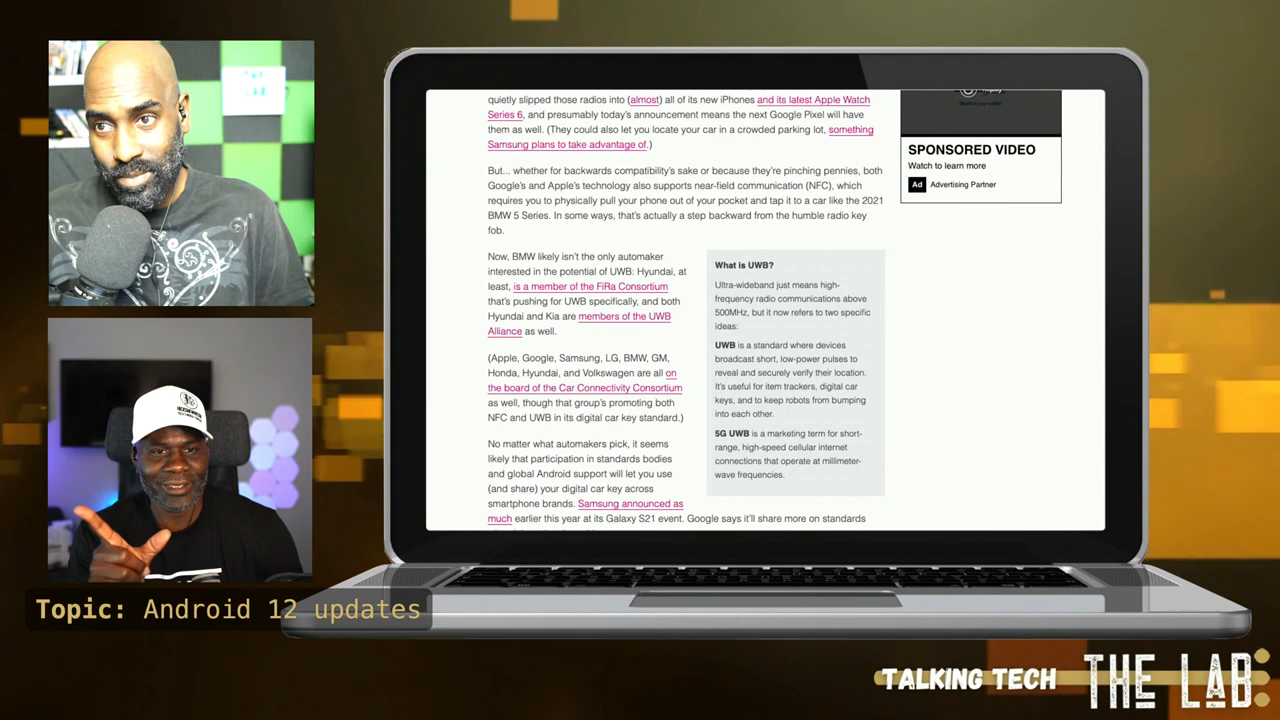 quietly slipped those radios into (almost) all of its new iPhones and its latest Apple Watch
Series 6, and presumably today's announcement means the next Google Pixel will have
them as well. (They could also let you locate your car in a crowded parking lot, something
Samsung plans to take advantage of.)
But... whether for backwards compatibility's sake or because they're pinching pennies, both
Google's and Apple's technology also supports near-field communication (NFC), which
requires you to physically pull your phone out of your pocket and tap it to a car like the 2021
BMW 5 Series. In some ways, that's actually a step backward from the humble radio key
fob.
Now, BMW likely isn't the only automaker
interested in the potential of UWB: Hyundai, at
least, is a member of the FiRa Consortium
that's pushing for UWB specifically, and both
Hyundai and Kia are members of the UWB
Alliance as well.
(Apple, Google, Samsung, LG, BMW, GM,
Honda, Hyundai, and Volkswagen are all on
the board of the Car Connectivity Consortium
as well, though that group's promoting both
NFC and UWB in its digital car key standard.)
No matter what automakers pick, it seems
likely that participation in standards bodies
and global Android support will let you use
(and share) your digital car key across
smartphone brands. Samsung announced as
much earlier this year at its Galaxy S21 event. Google says it'll share more on standards
What is UWB?
Ultra-wideband just means high-
frequency radio communications above
500MHz, but it now refers to two specific
ideas:
UWB is a standard where devices
broadcast short, low-power pulses to
reveal and securely verify their location.
It's useful for item trackers, digital car
keys, and to keep robots from bumping
into each other.
5G UWB is a marketing term for short-
range, high-speed cellular internet
connections that operate at millimeter-
wave frequencies.
SPONSORED VIDEO
Watch to learn more
Ad Advertising Partner
Topic: Android 12 updates
TALKING TECH
THE LAB